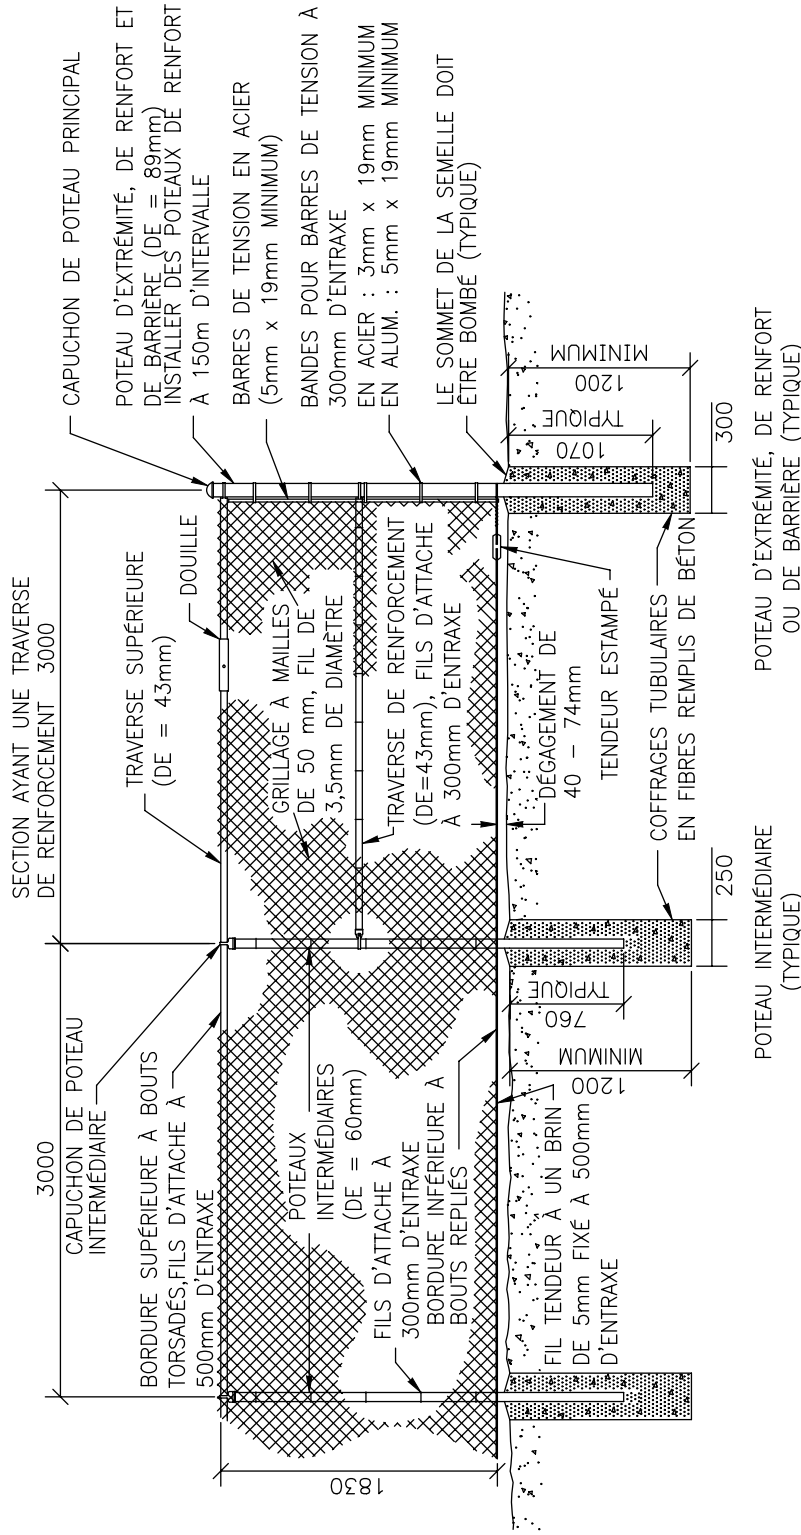 SECTION AYANT UNE TRAVERSE
DE RENFORCEMENT 3000
3000
CAPUCHON DE POTEAU
INTERMÉDIAIRE
BORDURE SUPÉRIEURE À BOUTS
TORSADÉS,FILS D'ATTACHE À
500mm D'ENTRAXE
TRAVERSE SUPÉRIEURE
(DE = 43mm)
DOUILLE
CAPUCHON DE POTEAU PRINCIPAL
POTEAU D'EXTRÉMITÉ, DE RENFORT ET
DE BARRIÈRE (DE = 89mm)
INSTALLER DES POTEAUX DE RENFORT
À 150m D'INTERVALLE
BARRES DE TENSION EN ACIER
(5mm x 19mm MINIMUM)
BANDES POUR BARRES DE TENSION À
300mm D'ENTRAXE
EN ACIER : 3mm x 19mm MINIMUM
EN ALUM. : 5mm x 19mm MINIMUM
LE SOMMET DE LA SEMELLE DOIT
ÊTRE BOMBÉ (TYPIQUE)
GRILLAGE À MAILLES
DE 50 mm, FIL DE
3,5mm DE DIAMÈTRE
POTEAUX
INTERMÉDIAIRES
(DE = 60mm)
TRAVERSE DE RENFORCEMENT
(DE=43mm), FILS D'ATTACHE
À 300mm D'ENTRAXE
FILS D'ATTACHE À
300mm D'ENTRAXE
BORDURE INFÉRIEURE À
BOUTS REPLIÉS
1830
FIL TENDEUR À UN BRIN
DE 5mm FIXÉ À 500mm
D'ENTRAXE
DÉGAGEMENT DE
40 – 74mm
TENDEUR ESTAMPÉ
COFFRAGES TUBULAIRES
EN FIBRES REMPLIS DE BÉTON
760
TYPIQUE
1200
MINIMUM
1070
TYPIQUE
1200
MINIMUM
250
300
POTEAU INTERMÉDIAIRE
(TYPIQUE)
POTEAU D'EXTRÉMITÉ, DE RENFORT
OU DE BARRIÈRE (TYPIQUE)